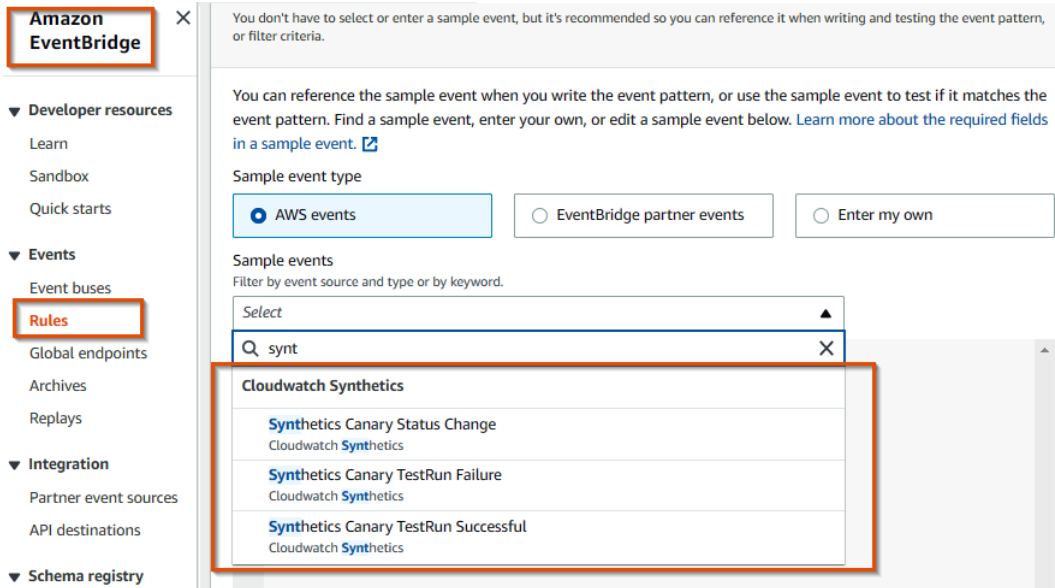 Amazon
EventBridge
Developer resources
Learn
Sandbox
Quick starts
Events
Event buses
Rules
Global endpoints
Archives
Replays
Integration
Partner event sources
API destinations
Schema registry
You don't have to select or enter a sample event, but it's recommended so you can reference it when writing and testing the event pattern,
or filter criteria.
You can reference the sample event when you write the event pattern, or use the sample event to test if it matches the
event pattern. Find a sample event, enter your own, or edit a sample event below. Learn more about the required fields
in a sample event.
Sample event type
AWS events
EventBridge partner events
Enter my own
Sample events
Filter by event source and type or by keyword.
Select
synt
Cloudwatch Synthetics
Synthetics Canary Status Change
Cloudwatch Synthetics
Synthetics Canary TestRun Failure
Cloudwatch Synthetics
Synthetics Canary TestRun Successful
Cloudwatch Synthetics